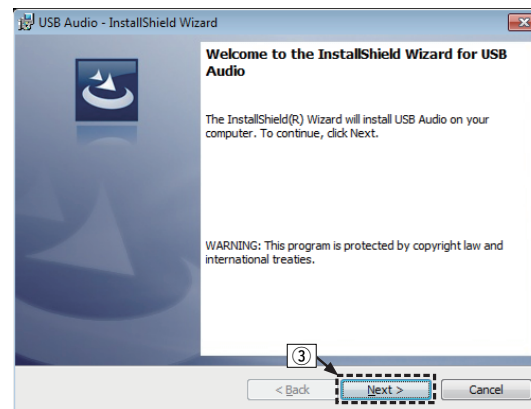 USB Audio - InstallShield Wizard
Welcome to the InstallShield Wizard for USB
Audio
The InstallShield(R) Wizard will install USB Audio on your
computer. To continue, click Next.
WARNING: This program is protected by copyright law and
international treaties.
③
< Back Next > Cancel